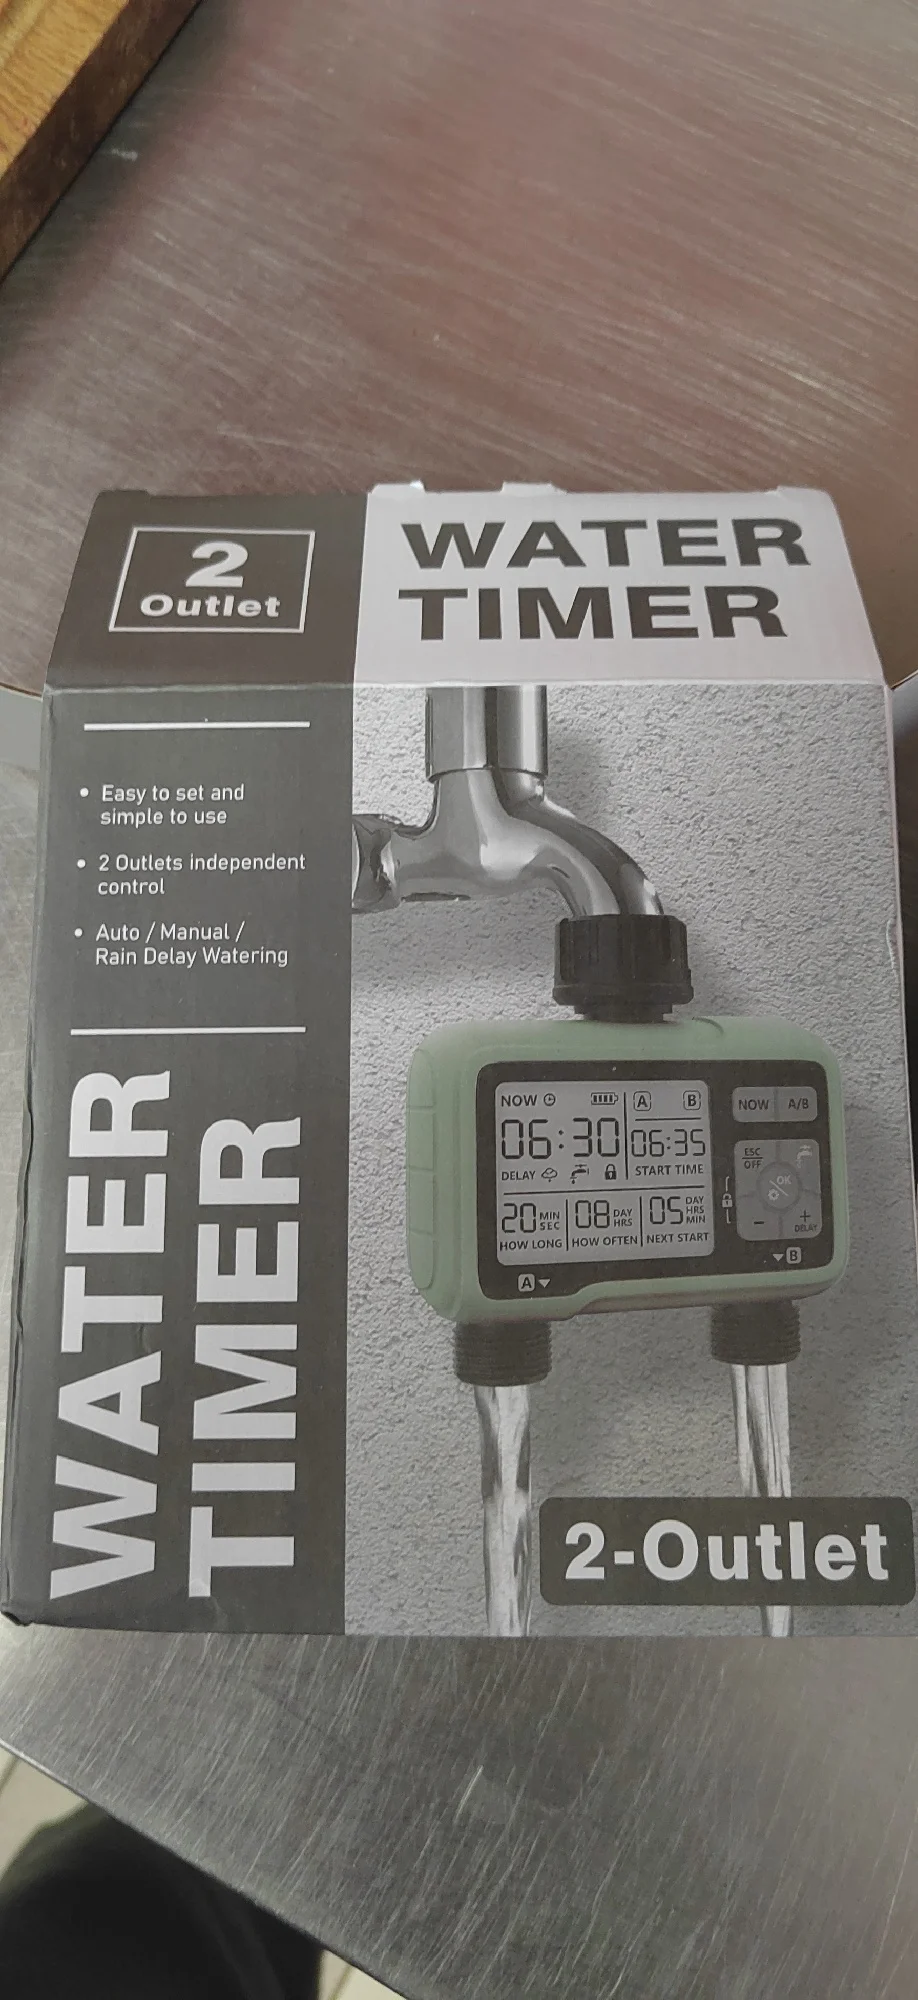 2
Outlet
WATER
TIMER
• Easy to set and
simple to use
• 2 Outlets independent
control
• Auto / Manual /
Rain Delay Watering
WATER
TIMER
NOW
A
B
06:30
06:35
DELAY
START TIME
20 MIN SEC
08 DAY HRS
05 DAY HRS MIN
HOW LONG
HOW OFTEN
NEXT START
A
NOW
A/B
ESC
OFF
OK
-
+
DELAY
B
2-Outlet